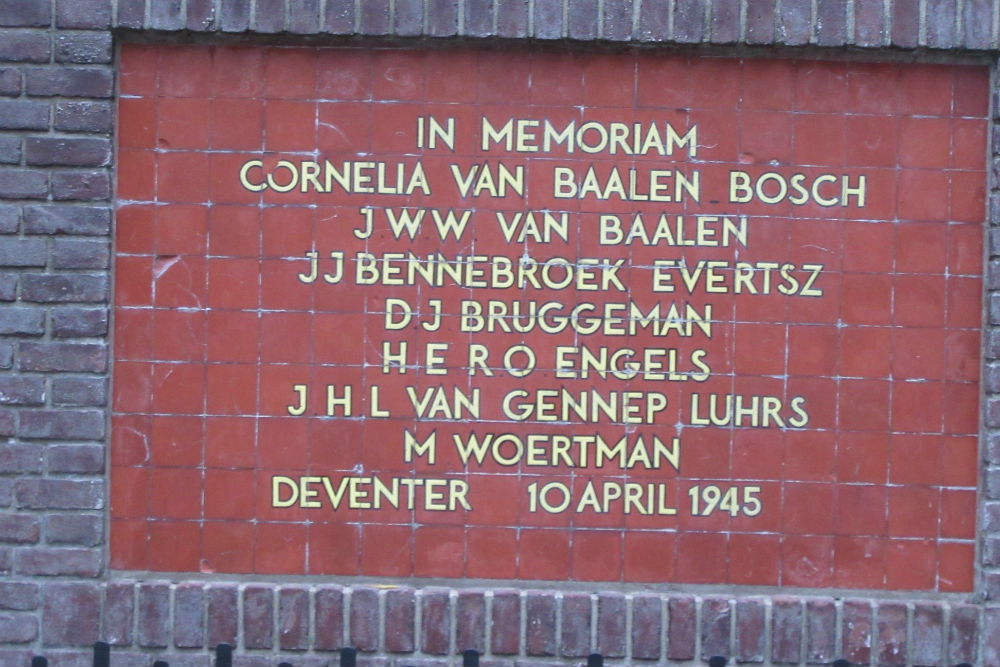 IN MEMORIAM
CORNELIA VAN BAALEN BOSCH
J W W VAN BAALEN
J J BENNEBROEK EVERTSZ
D J BRUGGEMAN
H E R O ENGELS
J H L VAN GENNEP LUHRS
M WOERTMAN
DEVENTER 10 APRIL 1945